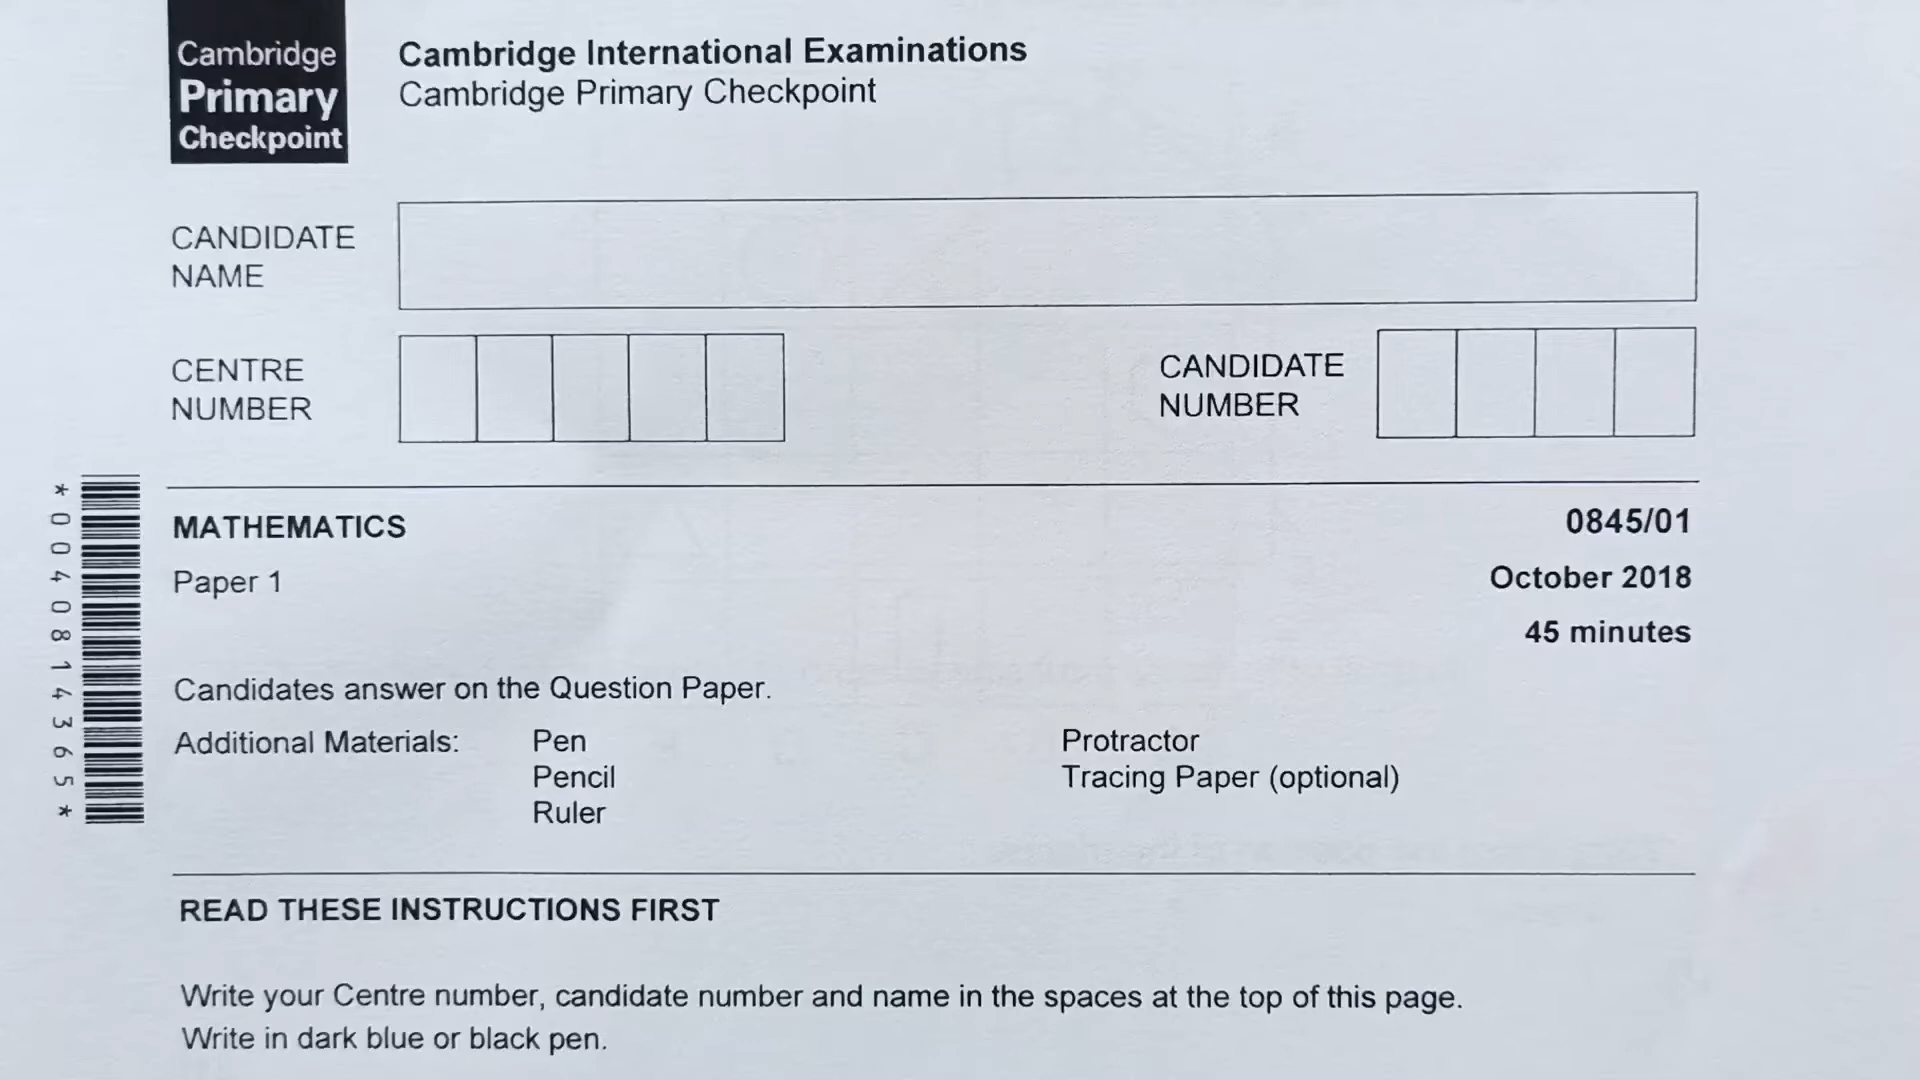 Cambridge
Primary
Checkpoint
Cambridge International Examinations
Cambridge Primary Checkpoint
CANDIDATE
NAME
CENTRE
NUMBER
CANDIDATE
NUMBER
*0040814365*
MATHEMATICS
0845/01
Paper 1
October 2018
45 minutes
Candidates answer on the Question Paper.
Additional Materials:
Pen
Pencil
Ruler
Protractor
Tracing Paper (optional)
READ THESE INSTRUCTIONS FIRST
Write your Centre number, candidate number and name in the spaces at the top of this page.
Write in dark blue or black pen.